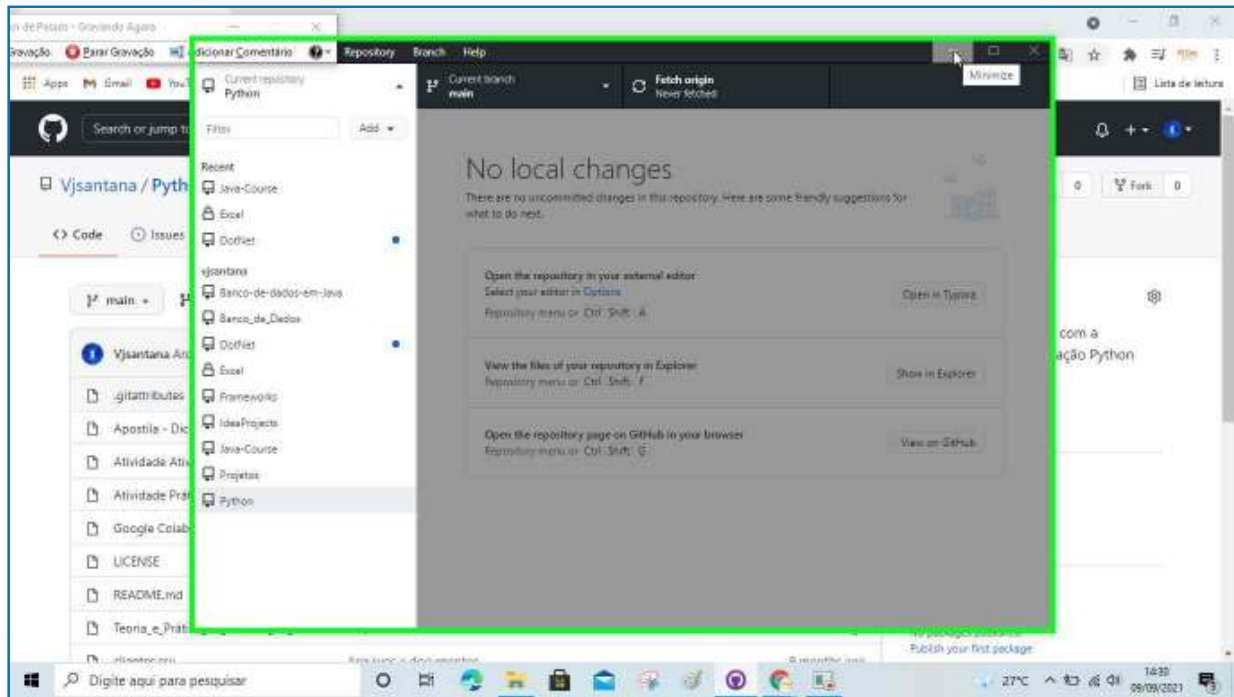 Gravando Agora
Gravação Parar Gravação Adicionar Comentário Repository Branch Help
Minimize
Apps Email Lista de leitura
Current repository
Python
Current branch
main
Fetch origin
Never fetched
Search or jump to
Filter Add
Vjsantana / Pyth
0 Fork 0
<> Code Issues
main
Recent
Java-Course
Excel
DotNet
vjsantana
Banco-de-dados-em-Java
Banco_de_Dados
DotNet
Excel
Frameworks
IdeaProjects
Java-Course
Projetos
Python
No local changes
There are no uncommitted changes in this repository. Here are some friendly suggestions for
what to do next.
Open the repository in your external editor
Select your editor in Options
Repository menu or Ctrl Shift A
Open in Typora
View the files of your repository in Explorer
Repository menu or Ctrl Shift F
Show in Explorer
Open the repository page on GitHub in your browser
Repository menu or Ctrl Shift G
View on GitHub
com a
ação Python
Vjsantana
.gitattributes
Apostila - Dic
Atividade Ativ
Atividade Prát
Google Colab
LICENSE
README.md
Teoria_e_Prát
Publish your first package
Digite aqui para pesquisar
27°C
14:30
09/09/2021